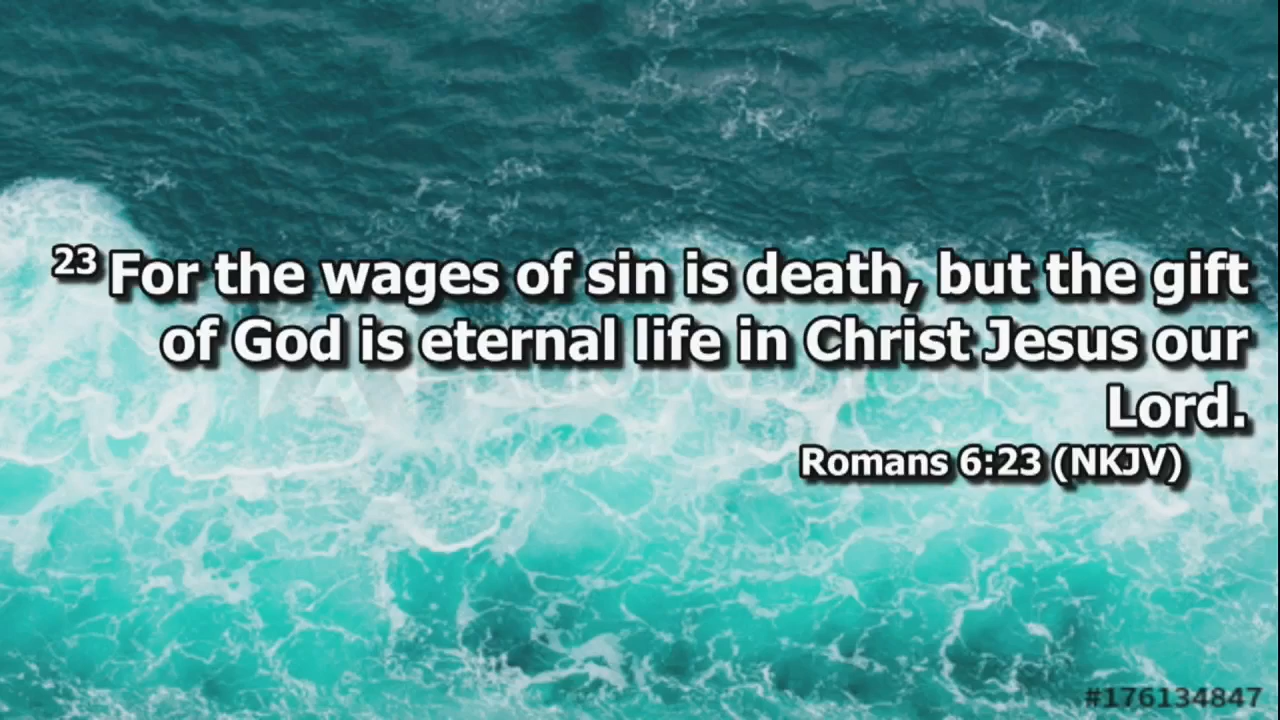 23 For the wages of sin is death, but the gift
of God is eternal life in Christ Jesus our
Lord.
Romans 6:23 (NKJV)
#176134847